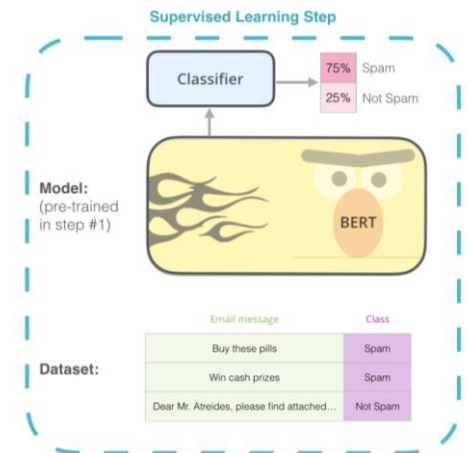 Supervised Learning Step
Classifier
75% Spam
25% Not Spam
Model:
(pre-trained
in step #1)
BERT
Email message Class
Dataset:
Buy these pills Spam
Win cash prizes Spam
Dear Mr. Atreides, please find attached… Not Spam